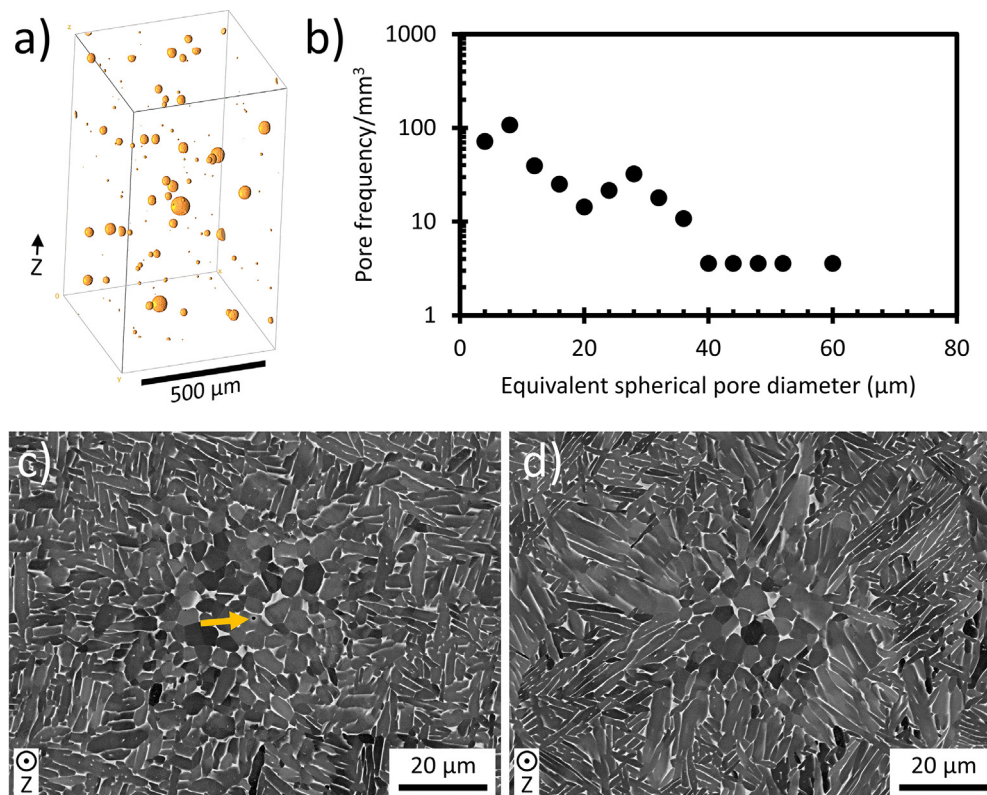 a)
z
x
0
y
Z
500 µm
b)
Pore frequency/mm³
1000
100
10
1
0
20
40
60
80
Equivalent spherical pore diameter (µm)
c)
Z
20 µm
d)
Z
20 µm